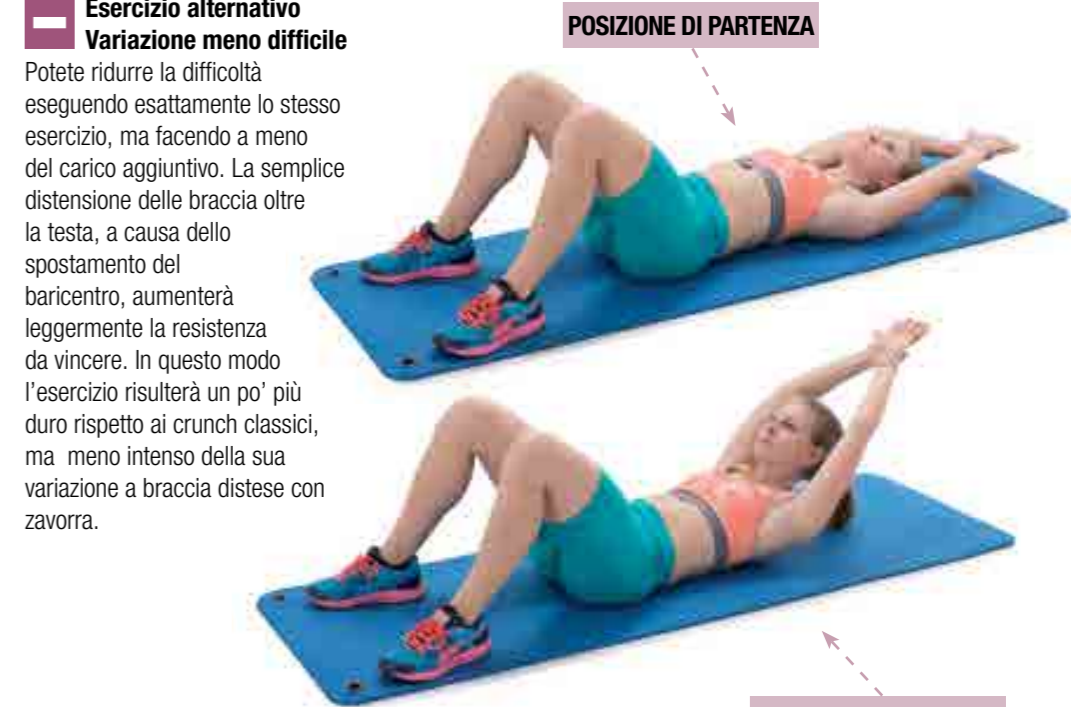 Esercizio alternativo
Variazione meno difficile
Potete ridurre la difficoltà
eseguendo esattamente lo stesso
esercizio, ma facendo a meno
del carico aggiuntivo. La semplice
distensione delle braccia oltre
la testa, a causa dello
spostamento del
baricentro, aumenterà
leggermente la resistenza
da vincere. In questo modo
l'esercizio risulterà un po' più
duro rispetto ai crunch classici,
ma  meno intenso della sua
variazione a braccia distese con
zavorra.
POSIZIONE DI PARTENZA